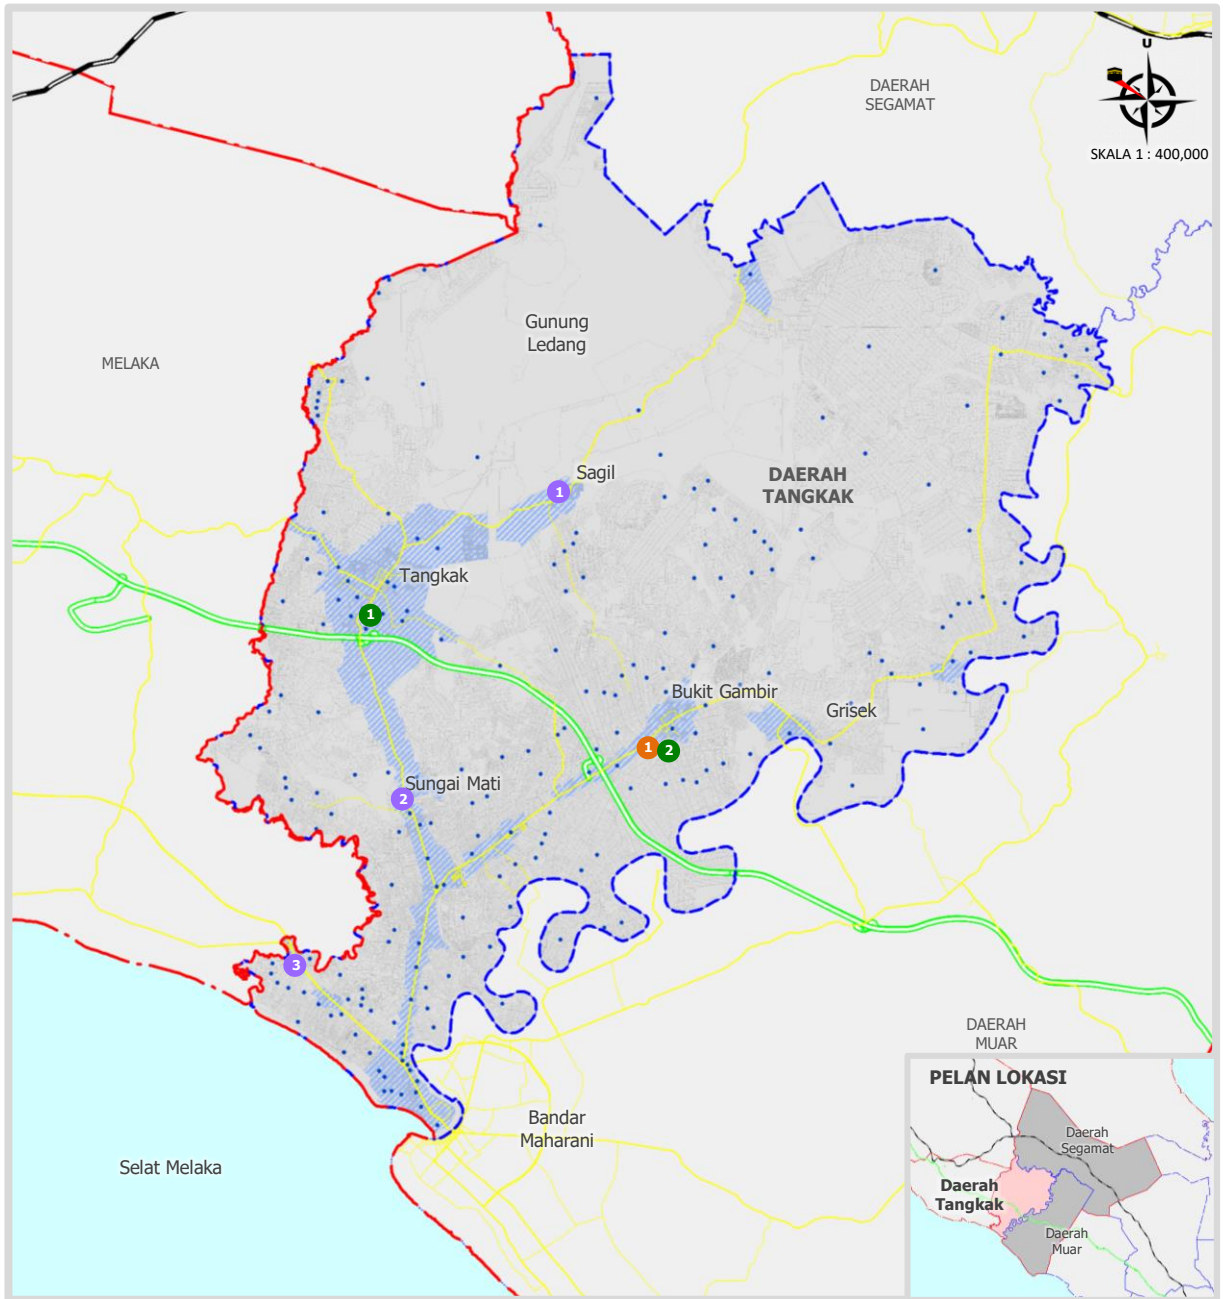 U
DAERAH
SEGAMAT
SKALA 1 : 400,000
Gunung
Ledang
MELAKA
Sagil
1
DAERAH
TANGKAK
Tangkak
1
Bukit Gambir
Grisek
1
2
Sungai Mati
2
3
DAERAH
MUAR
Bandar
Maharani
Selat Melaka
PELAN LOKASI
Daerah
Segamat
Daerah
Tangkak
Daerah
Muar